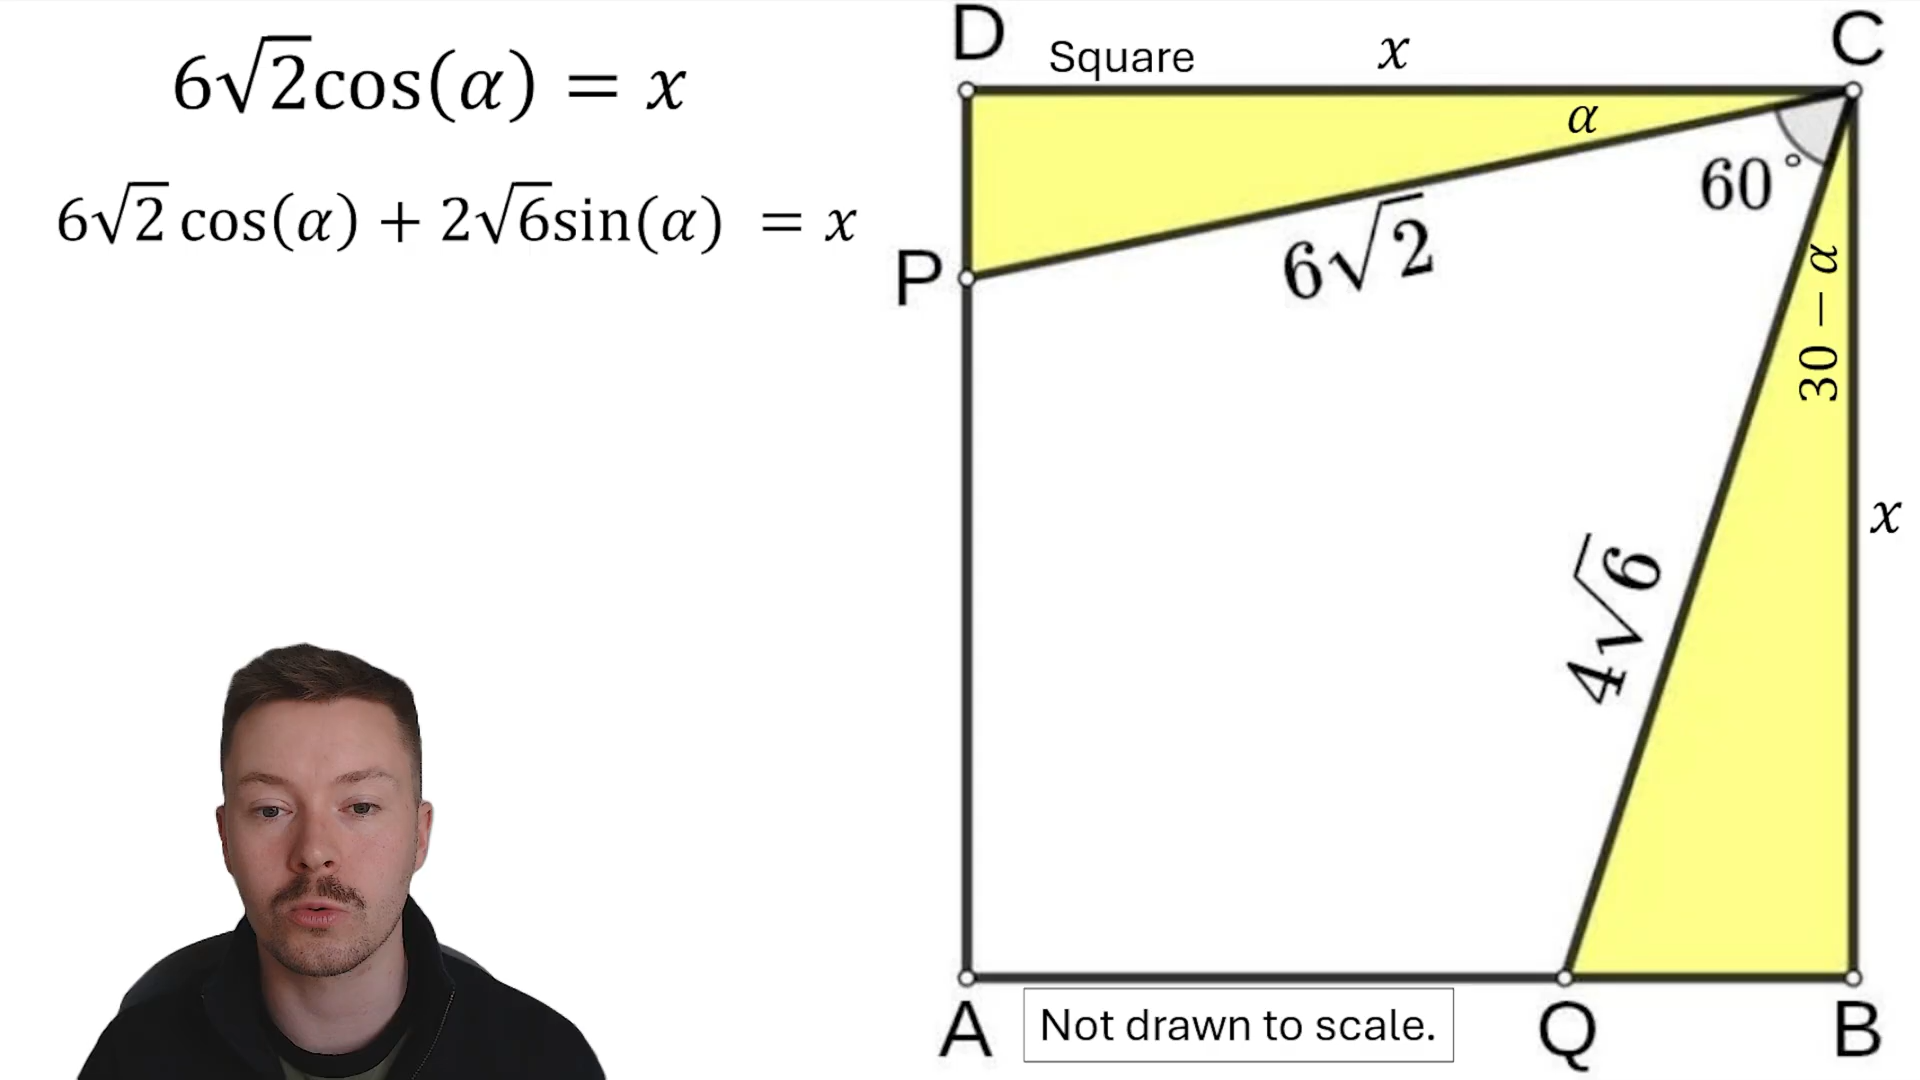 6√2cos(α) = x
6√2 cos(α) + 2√6sin(α) = x
D
Square
x
C
α
60°
P
6√2
30 − α
4√6
x
A
Not drawn to scale.
Q
B